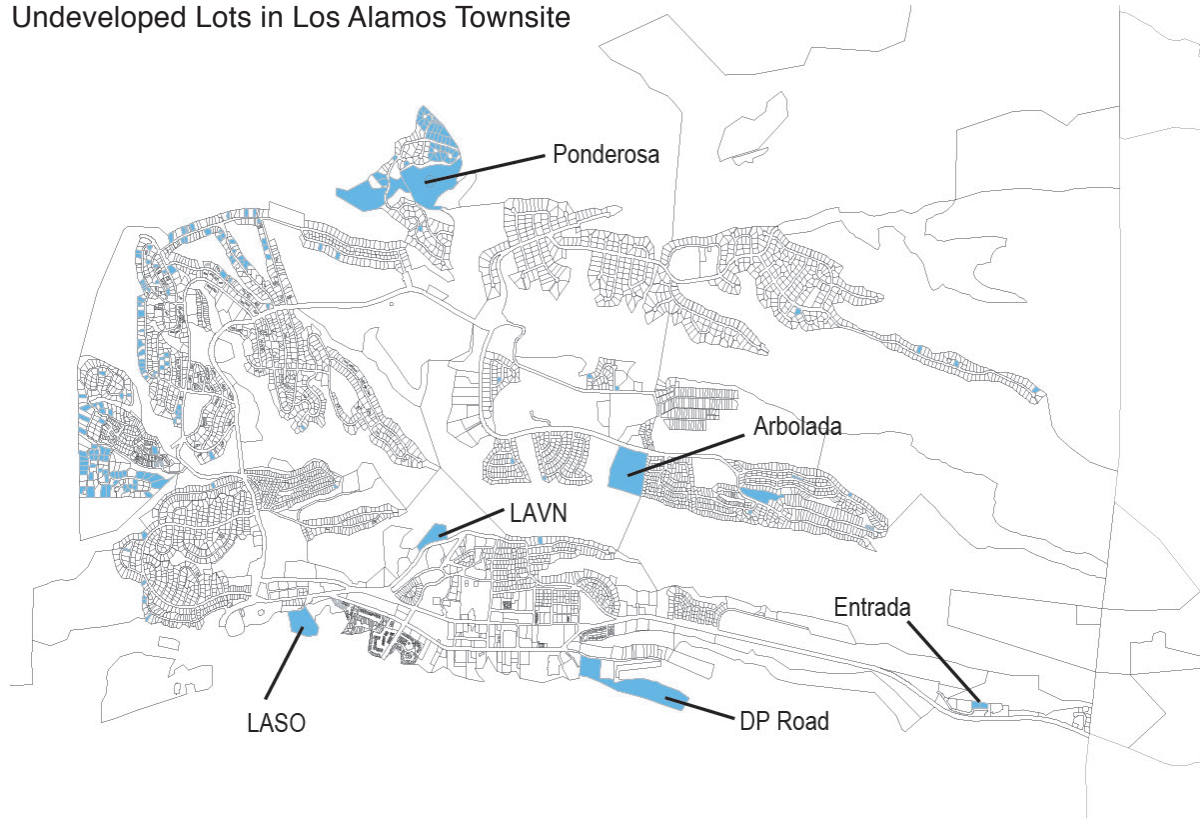 Undeveloped Lots in Los Alamos Townsite
Ponderosa
Arbolada
LAVN
Entrada
LASO
DP Road